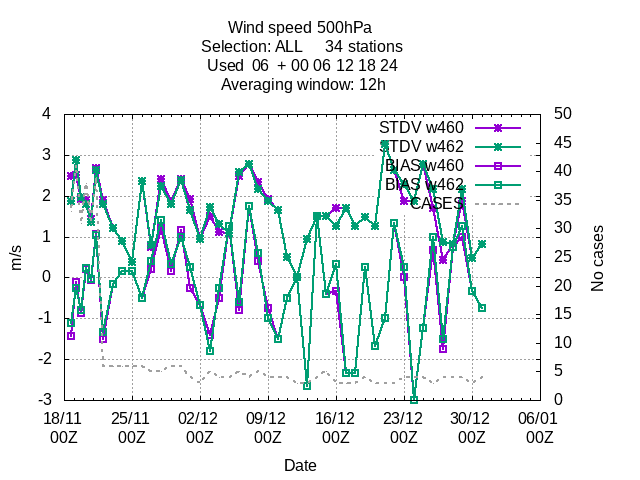 Wind speed 500hPa
Selection: ALL 34 stations
Used 06 + 00 06 12 18 24
Averaging window: 12h
STDV w460
STDV w462
BIAS w460
BIAS w462
CASES
m/s
4
3
2
1
0
-1
-2
-3
No cases
50
45
40
35
30
25
20
15
10
5
0
18/11 25/11 02/12 09/12 16/12 23/12 30/12 06/01
00Z 00Z 00Z 00Z 00Z 00Z 00Z 00Z
Date